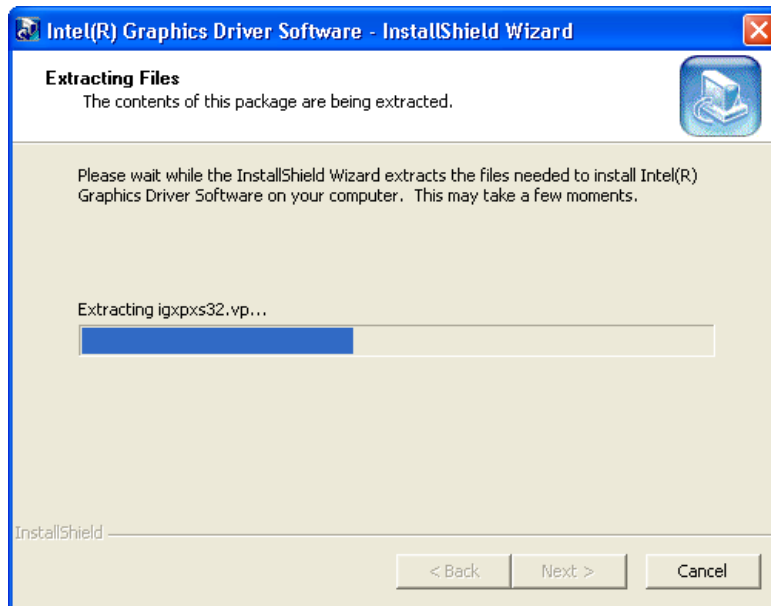 Intel(R) Graphics Driver Software - InstallShield Wizard
Extracting Files
The contents of this package are being extracted.
Please wait while the InstallShield Wizard extracts the files needed to install Intel(R)
Graphics Driver Software on your computer. This may take a few moments.
Extracting igxpxs32.vp...
InstallShield
< Back
Next >
Cancel